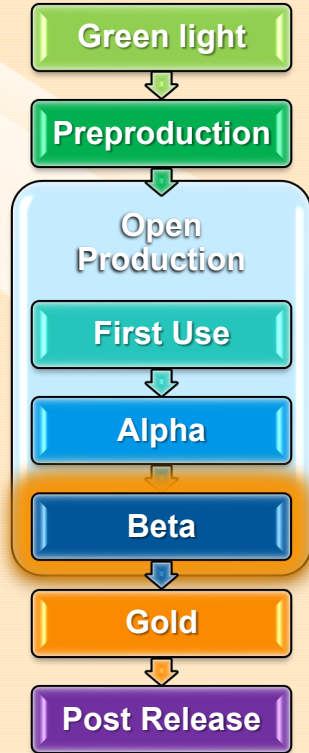 Green light
Preproduction
Open
Production
First Use
Alpha
Beta
Gold
Post Release